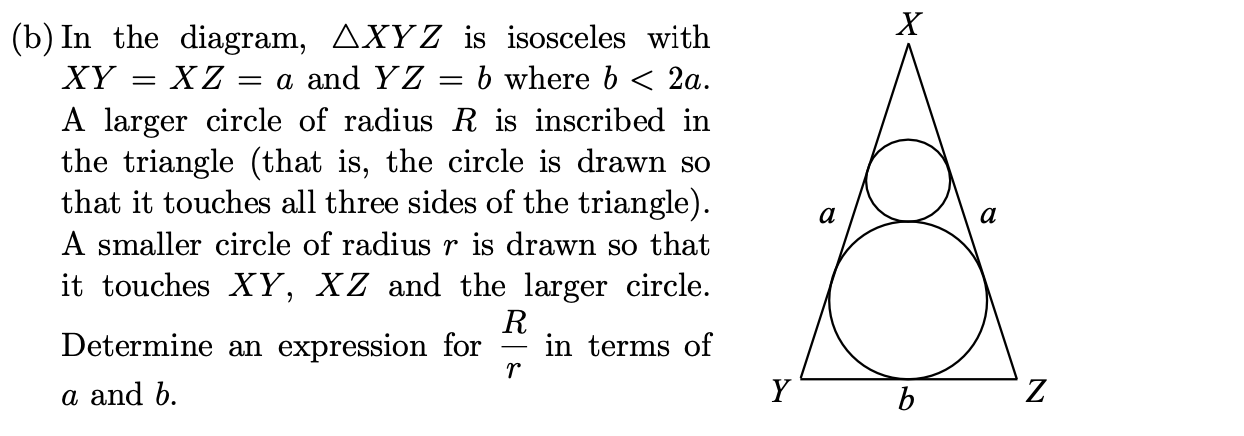 (b) In the diagram, △XYZ is isosceles with
XY = XZ = a and YZ = b where b < 2a.
A larger circle of radius R is inscribed in
the triangle (that is, the circle is drawn so
that it touches all three sides of the triangle).
A smaller circle of radius r is drawn so that
it touches XY, XZ and the larger circle.
Determine an expression for R/r in terms of
a and b.
X
a
a
Y
b
Z